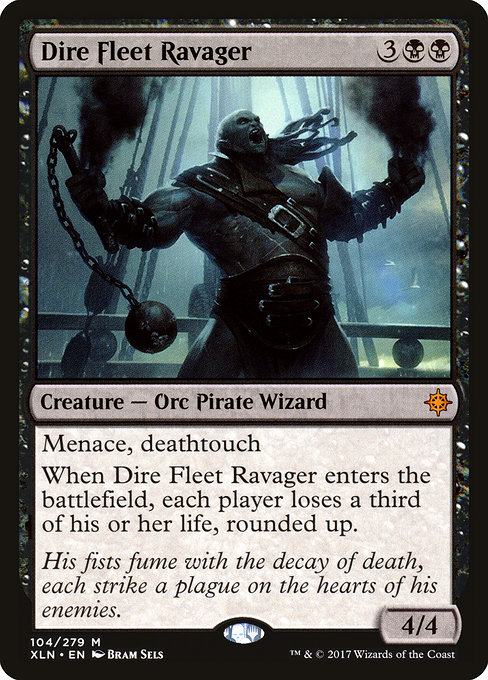 Dire Fleet Ravager 3
Creature — Orc Pirate Wizard
Menace, deathtouch
When Dire Fleet Ravager enters the
battlefield, each player loses a third
of his or her life, rounded up.
His fists fume with the decay of death,
each strike a plague on the hearts of his
enemies.
4/4
104/279 M
XLN • EN Bram Sels
™ & © 2017 Wizards of the Coast